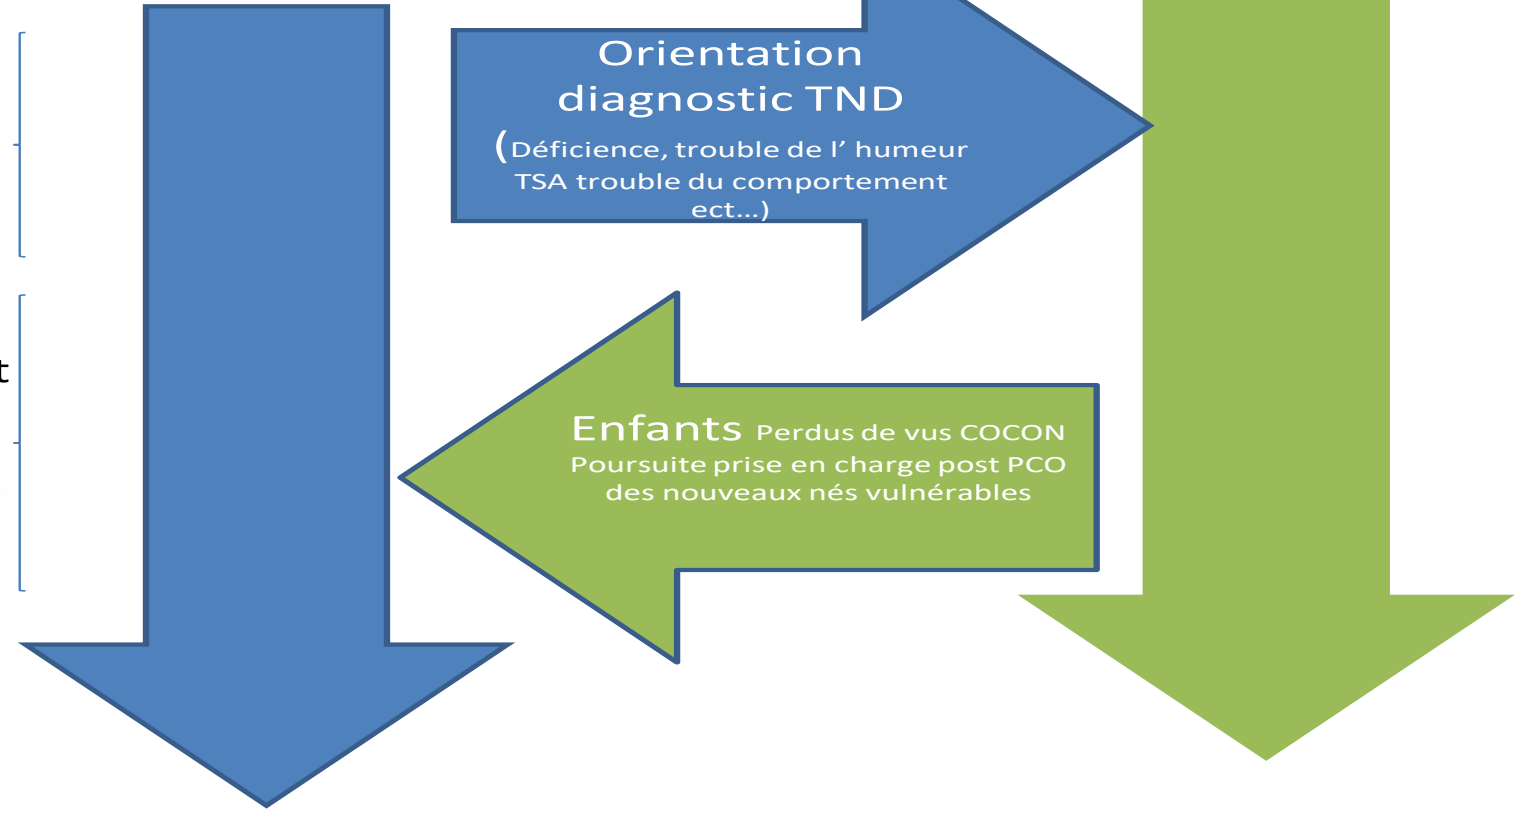 Orientation
diagnostic TND
(Déficience, trouble de l’ humeur
TSA trouble du comportement
ect...)
t
Enfants Perdus de vus COCON
Poursuite prise en charge post PCO
des nouveaux nés vulnérables